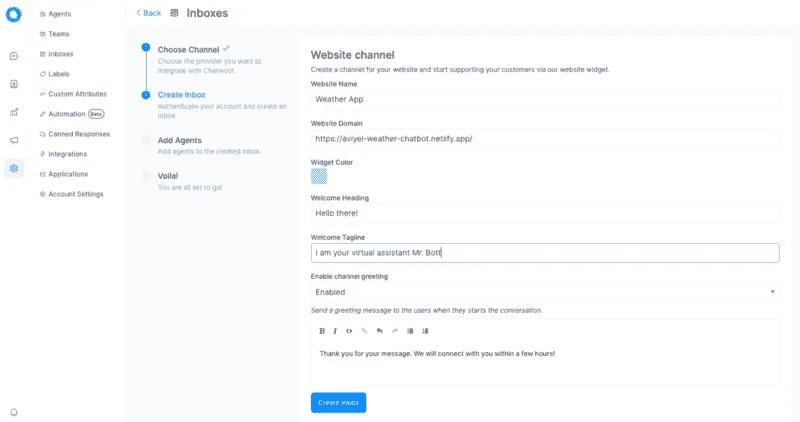 Back
Inboxes
Agents
Teams
Inboxes
Labels
Custom Attributes
Automation Beta
Canned Responses
Integrations
Applications
Account Settings
Choose Channel
Choose the provider you want to
integrate with Chatwoot.
Create Inbox
Authenticate your account and create an
inbox.
Add Agents
Add agents to the created inbox.
Voila!
You are all set to go!
Website channel
Create a channel for your website and start supporting your customers via our website widget.
Website Name
Weather App
Website Domain
https://aviyel-weather-chatbot.netlify.app/
Widget Color
Welcome Heading
Hello there!
Welcome Tagline
I am your virtual assistant Mr. Bott
Enable channel greeting
Enabled
Send a greeting message to the users when they starts the conversation.
B I
Thank you for your message. We will connect with you within a few hours!
Create inbox